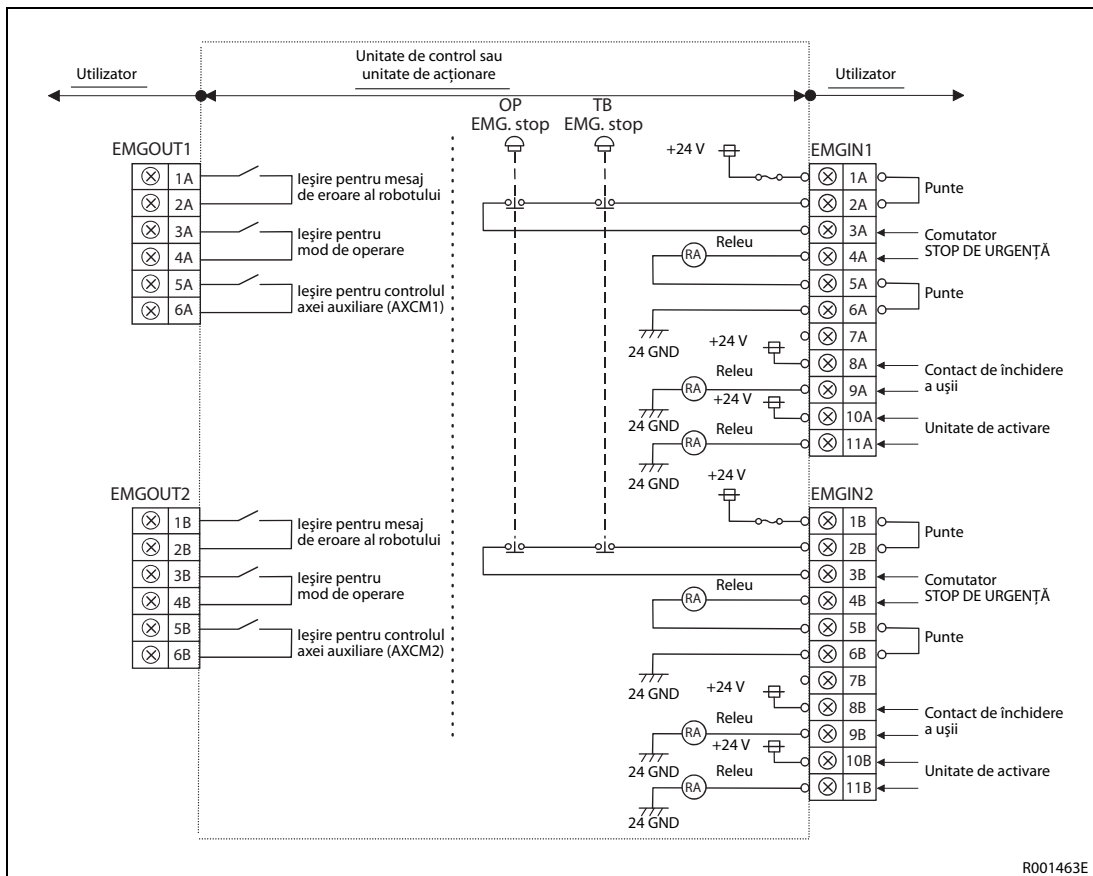 Utilizator
Unitate de control sau
unitate de acționare
Utilizator
OP
EMG. stop
TB
EMG. stop
EMGOUT1
1A
2A
3A
4A
5A
6A
Ieșire pentru mesaj
de eroare al robotului
Ieșire pentru
mod de operare
Ieșire pentru controlul
axei auxiliare (AXCM1)
EMGOUT2
1B
2B
3B
4B
5B
6B
Ieșire pentru mesaj
de eroare al robotului
Ieșire pentru
mod de operare
Ieșire pentru controlul
axei auxiliare (AXCM2)
+24 V
Releu
RA
24 GND
+24 V
Releu
RA
+24 V
24 GND
Releu
RA
24 GND
EMGIN1
1A
2A
3A
4A
5A
6A
7A
8A
9A
10A
11A
Punte
Comutator
STOP DE URGENȚĂ
Punte
Contact de închidere
a ușii
Unitate de activare
+24 V
Releu
RA
24 GND
+24 V
Releu
RA
+24 V
24 GND
Releu
RA
24 GND
EMGIN2
1B
2B
3B
4B
5B
6B
7B
8B
9B
10B
11B
Punte
Comutator
STOP DE URGENȚĂ
Punte
Contact de închidere
a ușii
Unitate de activare
R001463E